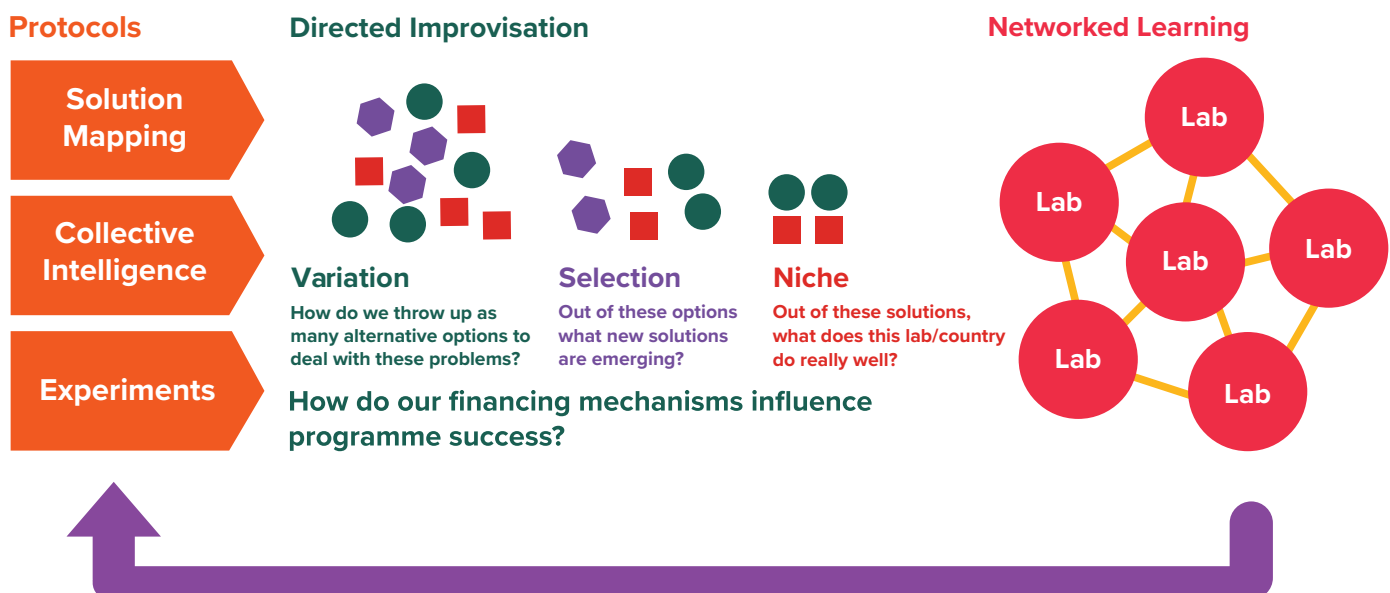 Protocols
Solution
Mapping
Collective
Intelligence
Experiments
Directed Improvisation
Variation
How do we throw up as
many alternative options to
deal with these problems?
Selection
Out of these options
what new solutions
are emerging?
Niche
Out of these solutions,
what does this lab/country
do really well?
How do our financing mechanisms influence
programme success?
Networked Learning
Lab
Lab
Lab
Lab
Lab
Lab